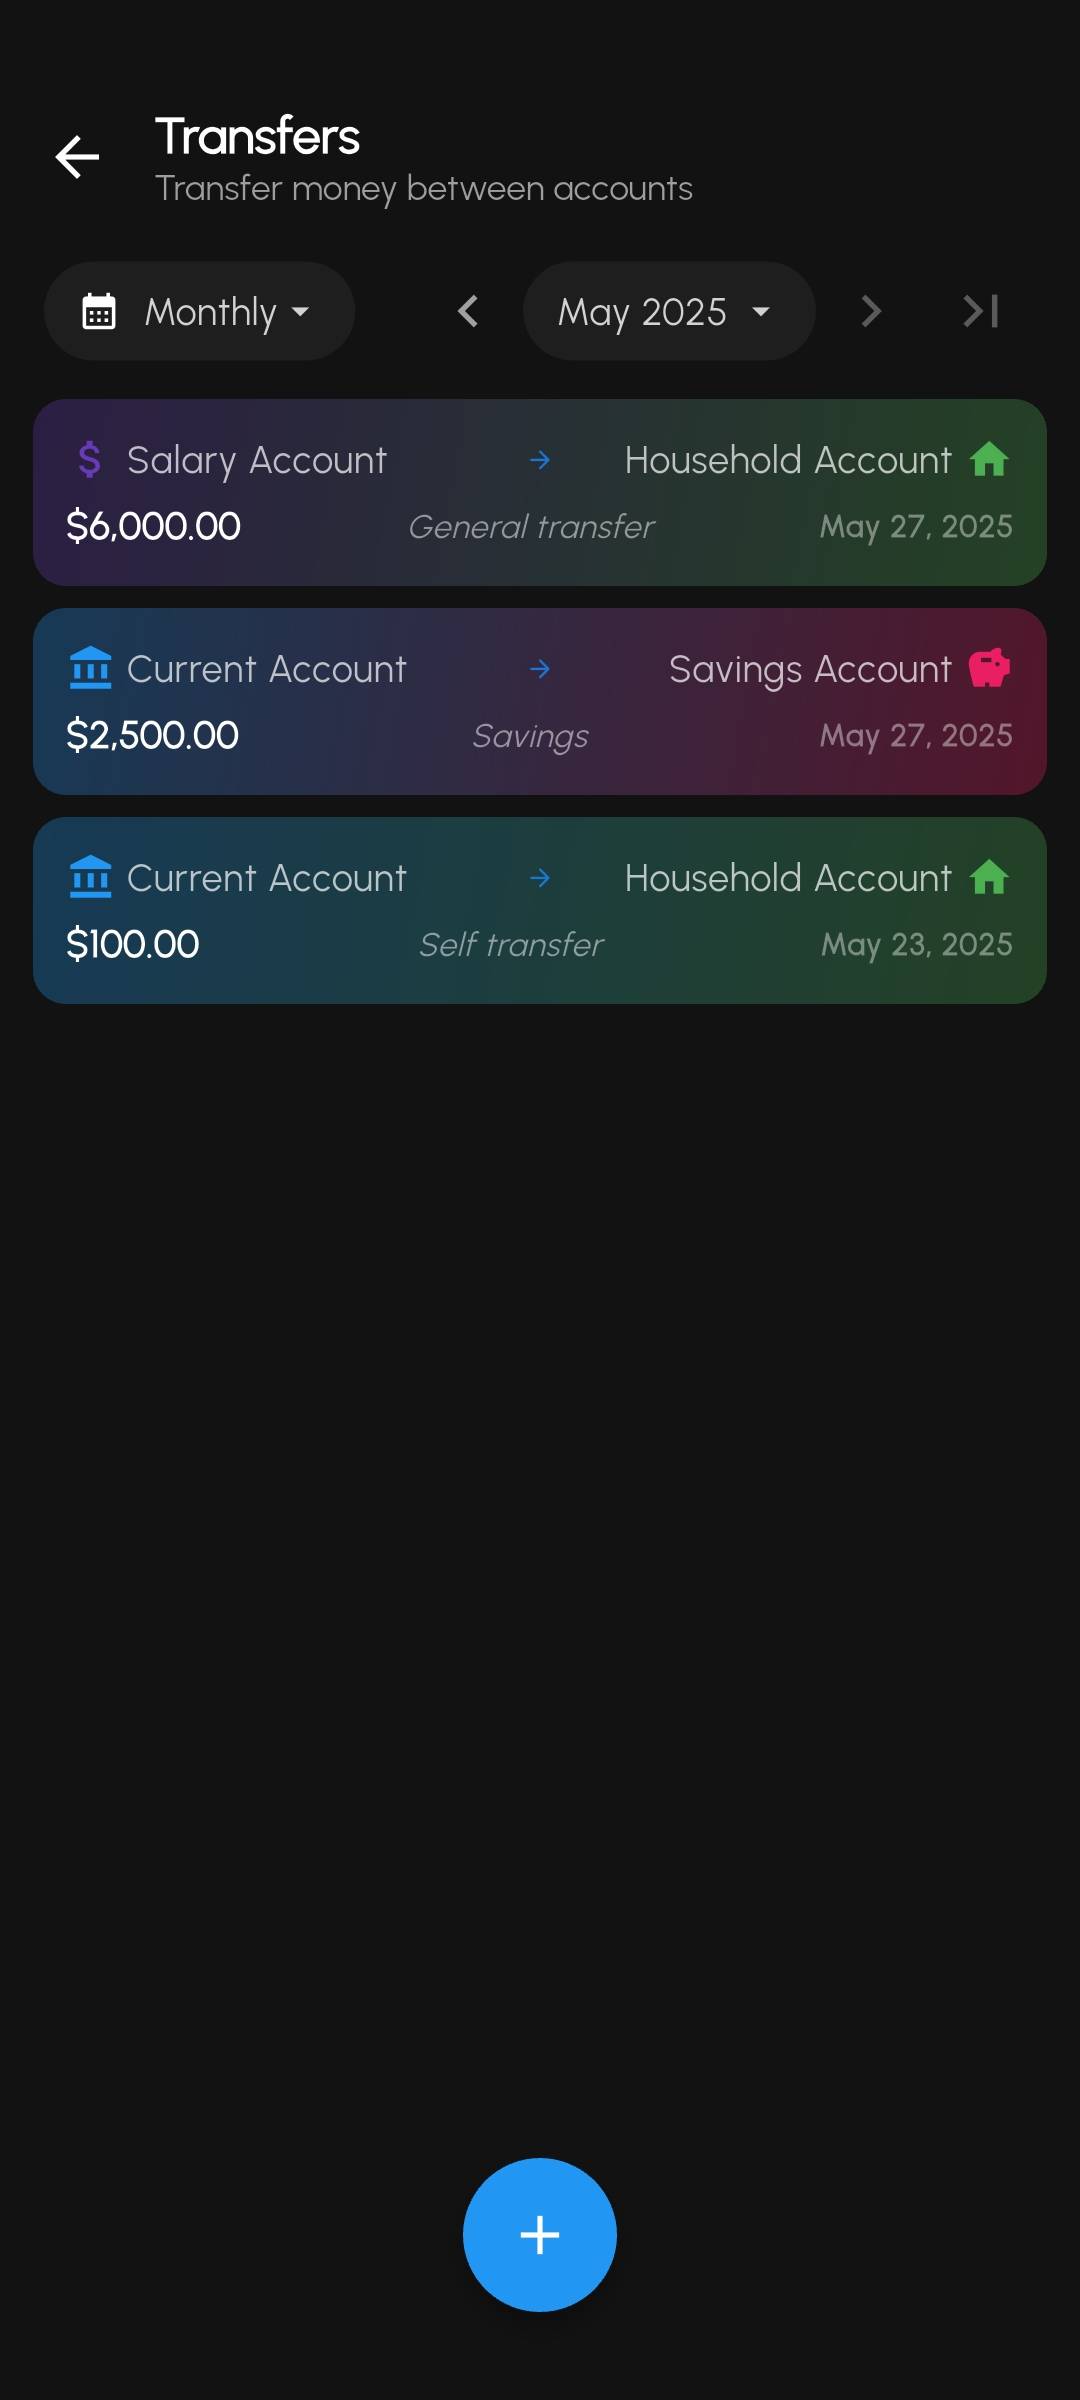 Transfers
Transfer money between accounts
Monthly
May 2025
Salary Account
Household Account
$6,000.00
General transfer
May 27, 2025
Current Account
Savings Account
$2,500.00
Savings
May 27, 2025
Current Account
Household Account
$100.00
Self transfer
May 23, 2025